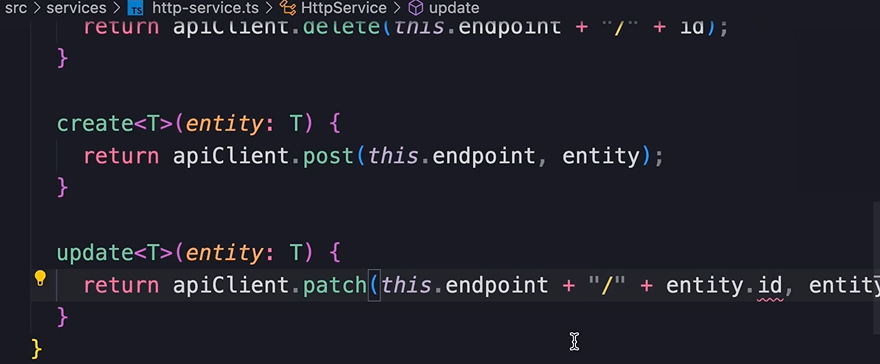 src > services > TS http-service.ts > HttpService > update
return apiClient.delete(this.endpoint + "/" + id);
}
create<T>(entity: T) {
return apiClient.post(this.endpoint, entity);
}
update<T>(entity: T) {
return apiClient.patch(this.endpoint + "/" + entity.id, entity
}
}